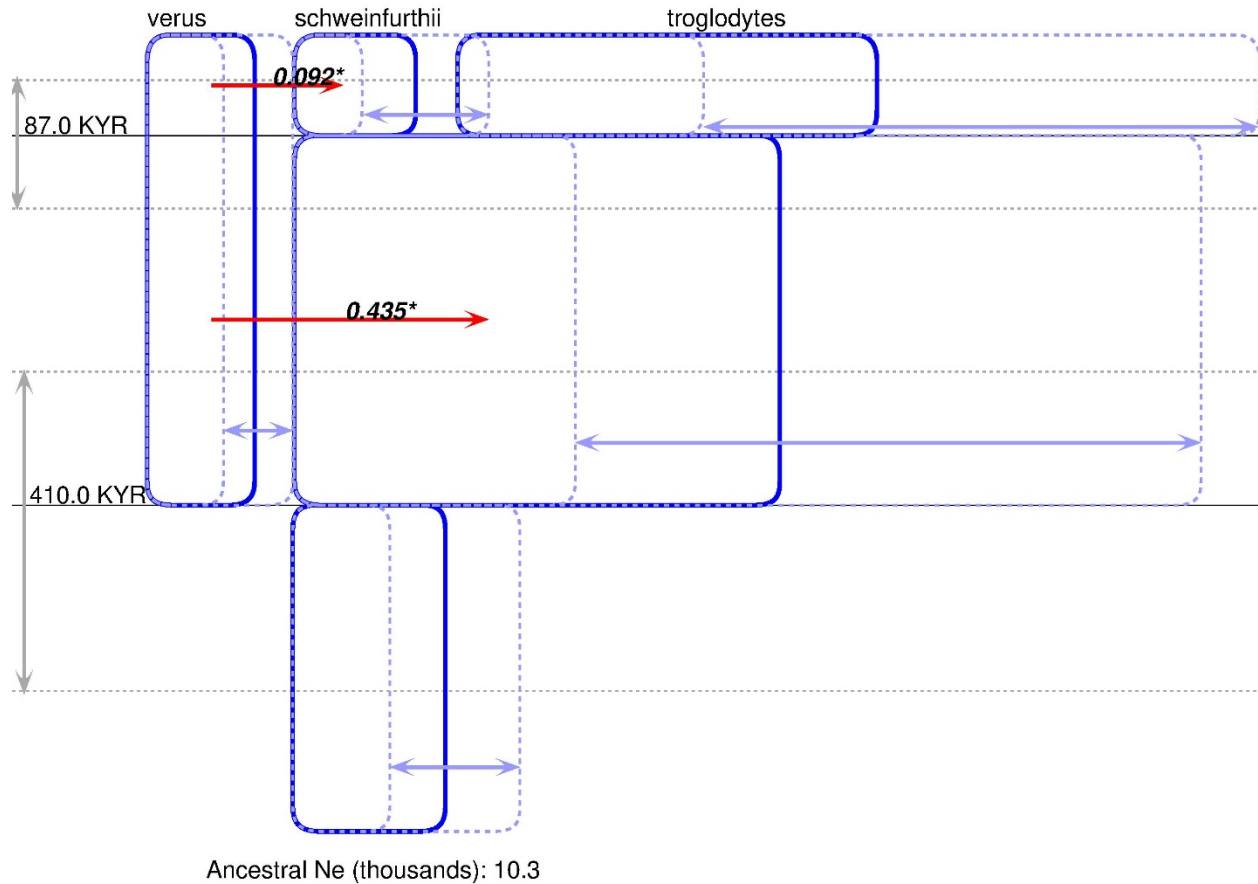 verus schweinfurthii troglodytes
0.092*
87.0 KYR
0.435*
410.0 KYR
Ancestral Ne (thousands): 10.3